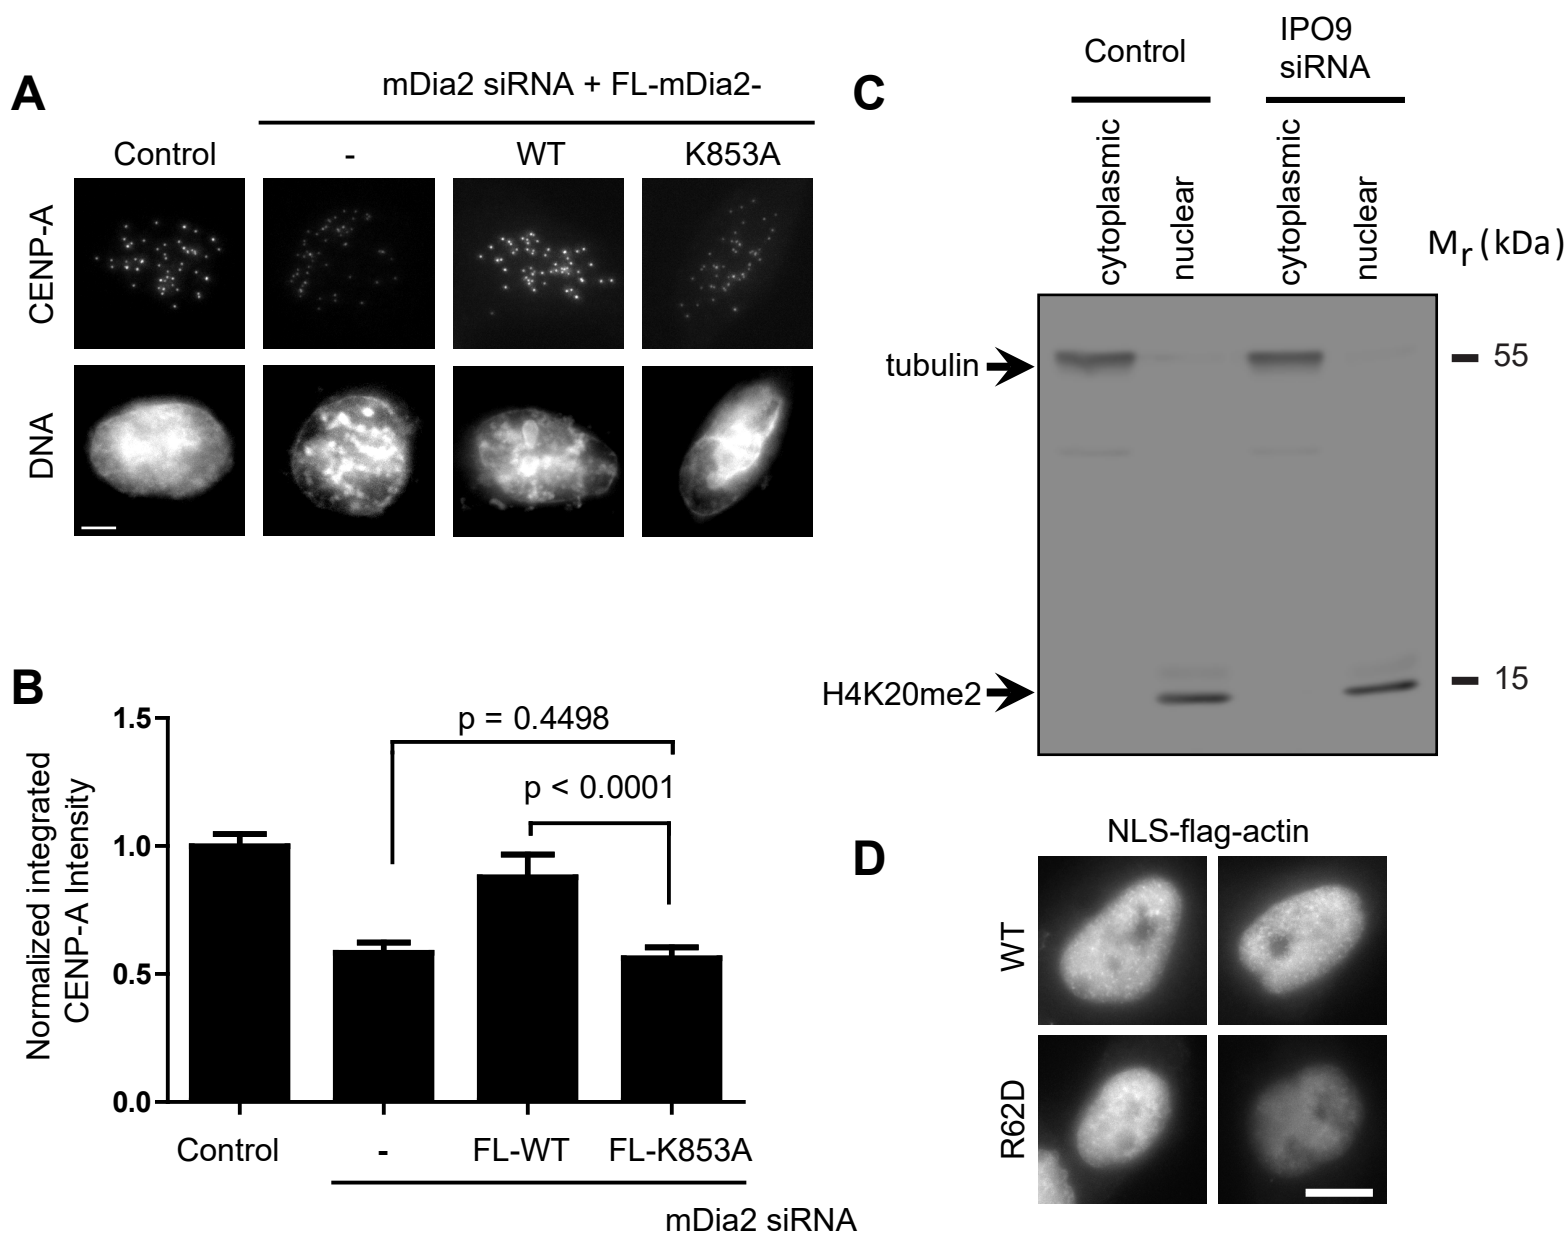 A
mDia2 siRNA + FL-mDia2-
Control
-
WT
K853A
CENP-A
DNA
B
Normalized integrated
CENP-A Intensity
1.5
1.0
0.5
0.0
p = 0.4498
p < 0.0001
Control
-
FL-WT
FL-K853A
mDia2 siRNA
C
Control
IPO9
siRNA
cytoplasmic
nuclear
cytoplasmic
nuclear
Mr (kDa)
tubulin
55
H4K20me2
15
D
NLS-flag-actin
WT
R62D